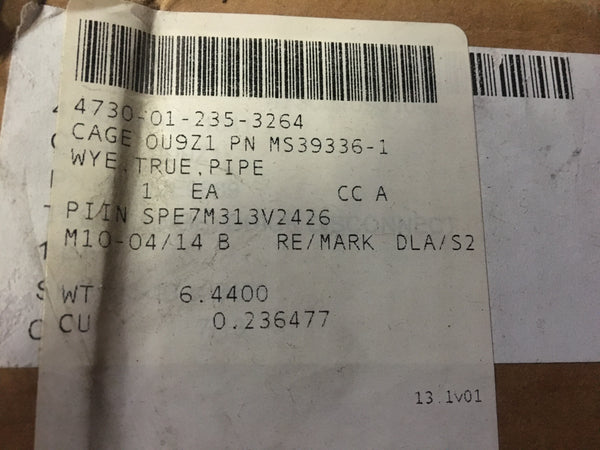 4730-01-235-3264
CAGE 0U9Z1 PN MS39336-1
WYE,TRUE,PIPE
1 EA CC A
PIIN SPE7M313V2426
M10-04/14 B RE/MARK DLA/S2
WT 6.4400
CU 0.236477
13.1v01